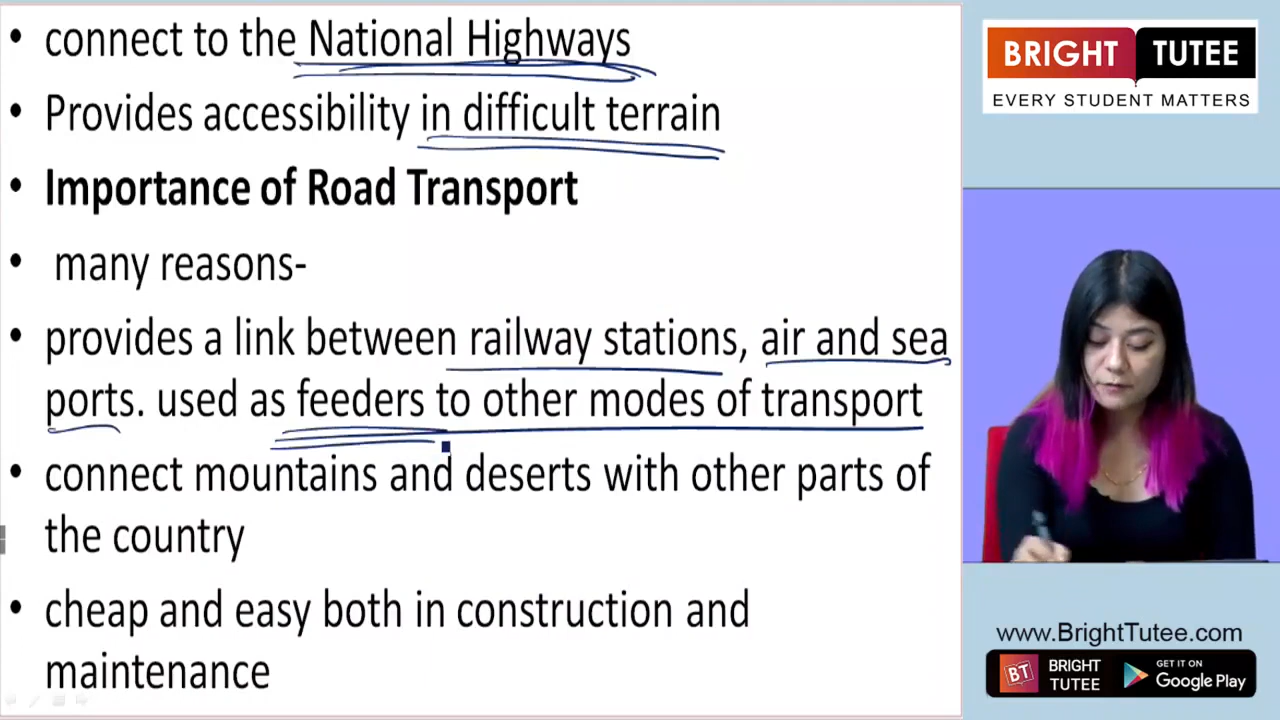 • connect to the National Highways
• Provides accessibility in difficult terrain
• Importance of Road Transport
• many reasons-
• provides a link between railway stations, air and sea
ports. used as feeders to other modes of transport
• connect mountains and deserts with other parts of
the country
• cheap and easy both in construction and
maintenance
BRIGHT TUTEE
EVERY STUDENT MATTERS
www.BrightTutee.com
BT
BRIGHT
TUTEE
GET IT ON
Google Play